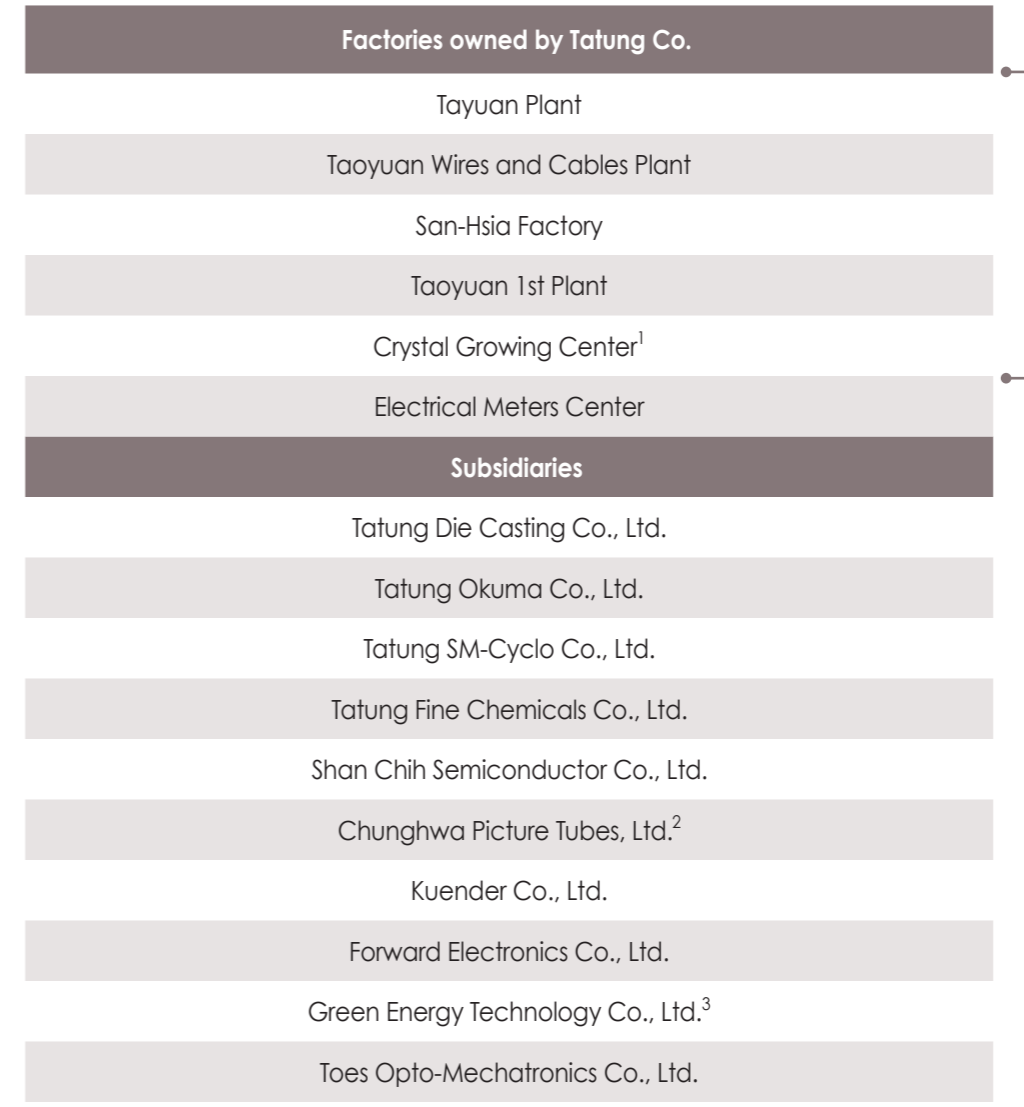 Factories owned by Tatung Co.
Tayuan Plant
Taoyuan Wires and Cables Plant
San-Hsia Factory
Taoyuan 1st Plant
Crystal Growing Center¹
Electrical Meters Center
Subsidiaries
Tatung Die Casting Co., Ltd.
Tatung Okuma Co., Ltd.
Tatung SM-Cyclo Co., Ltd.
Tatung Fine Chemicals Co., Ltd.
Shan Chih Semiconductor Co., Ltd.
Chunghwa Picture Tubes, Ltd.²
Kuender Co., Ltd.
Forward Electronics Co., Ltd.
Green Energy Technology Co., Ltd.³
Toes Opto-Mechatronics Co., Ltd.